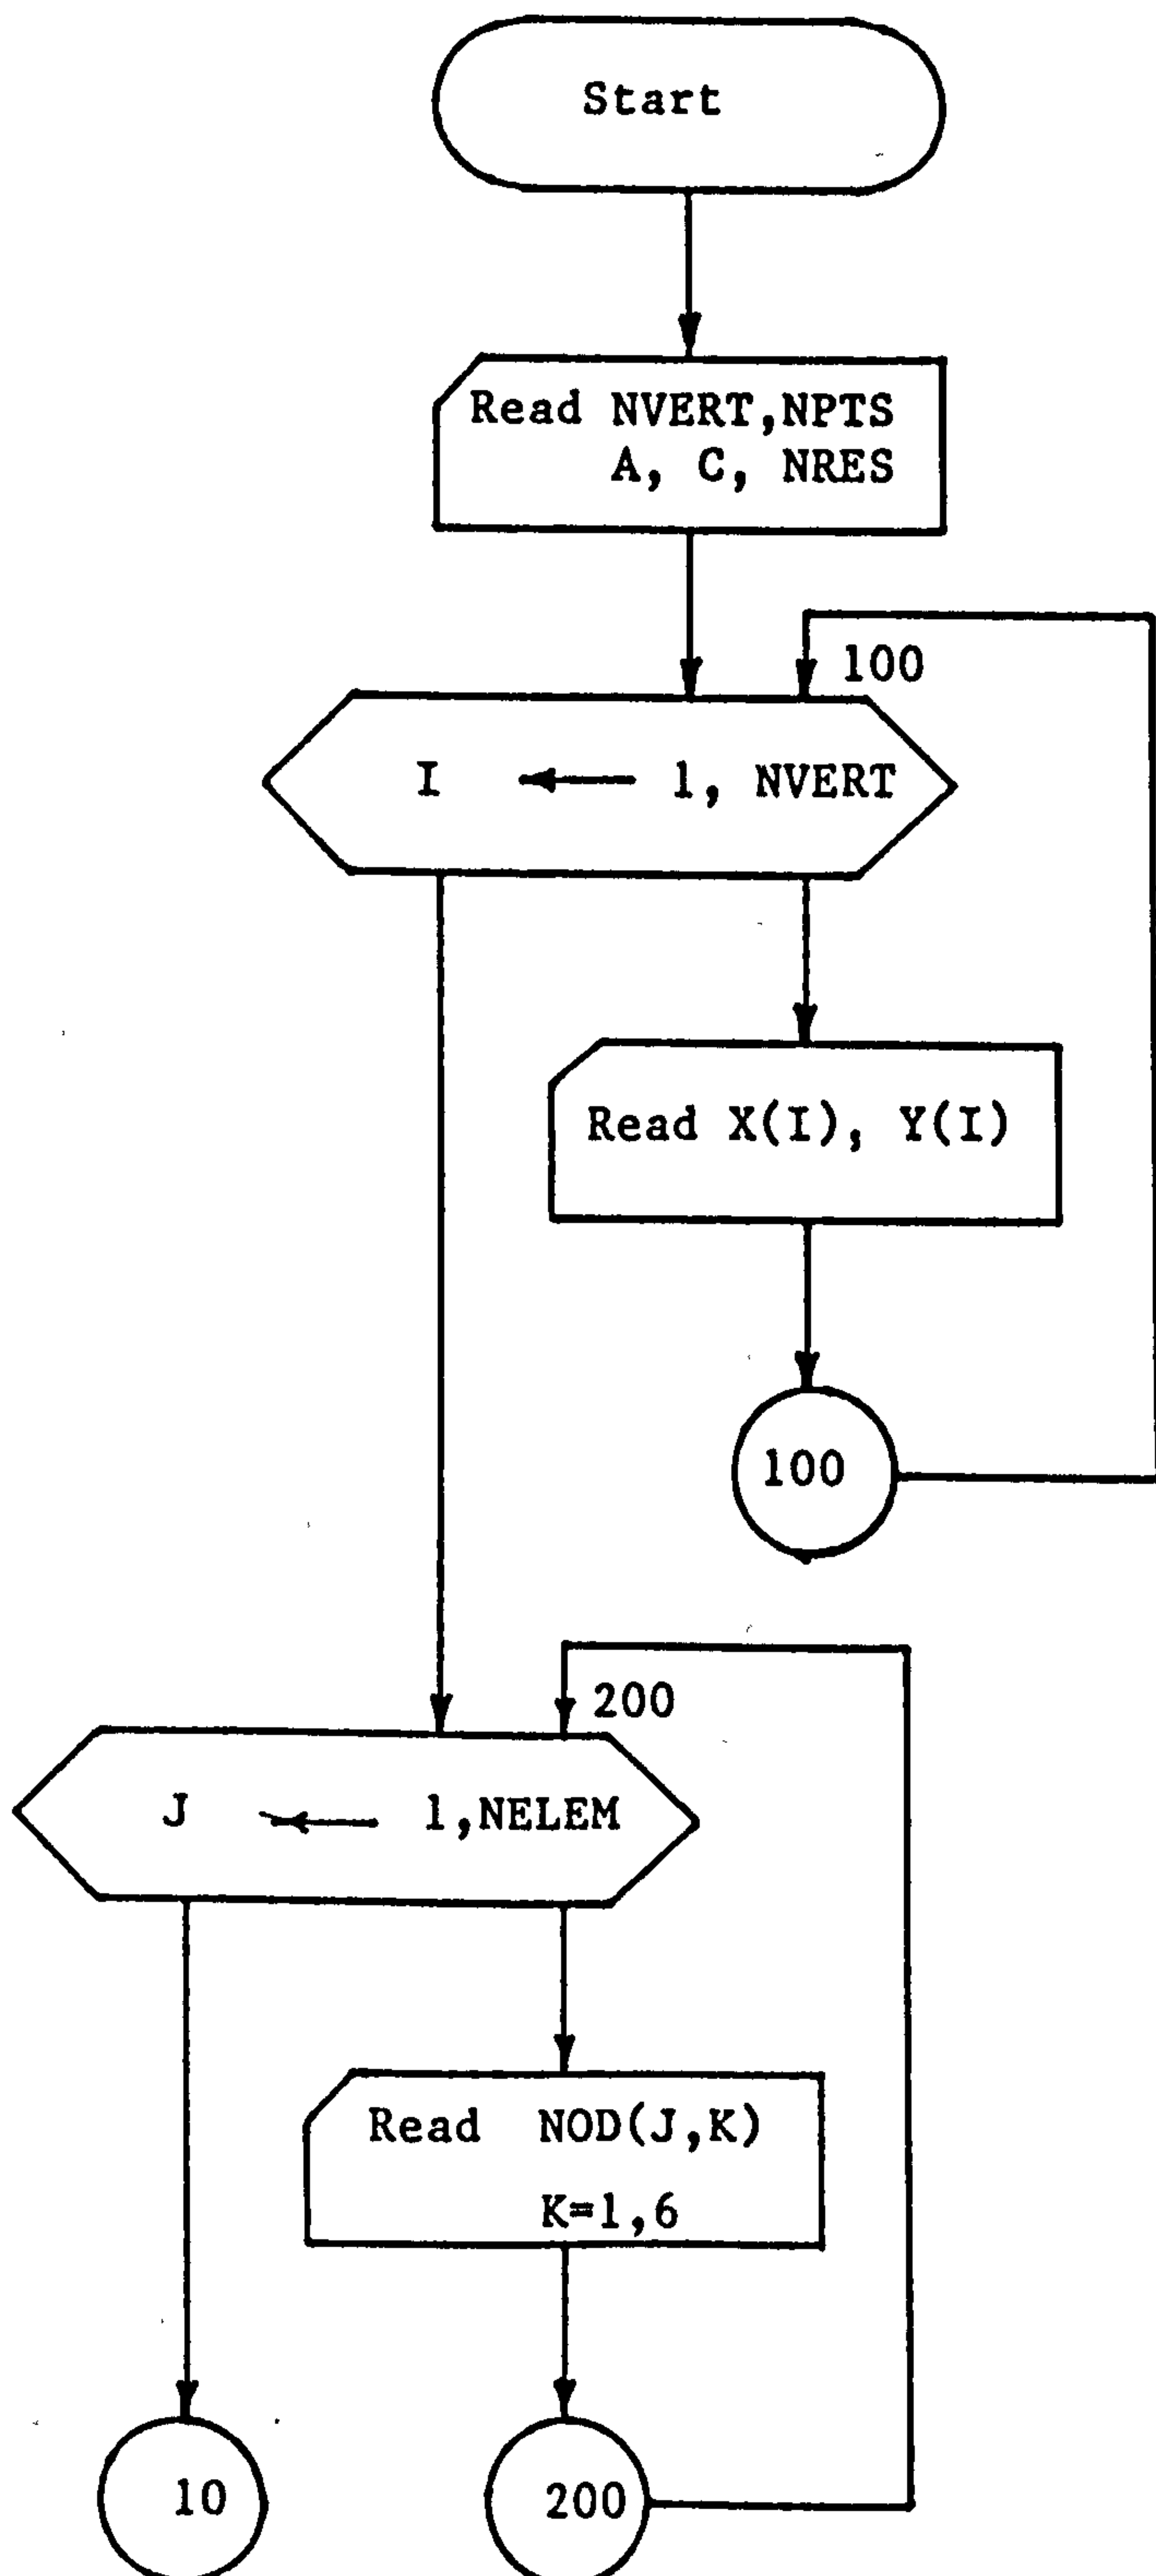 Start
Read NVERT,NPTS
A, C, NRES
100
I ← 1, NVERT
Read X(I), Y(I)
100
200
J ← 1,NELEM
Read NOD(J,K)
K=1,6
10
200